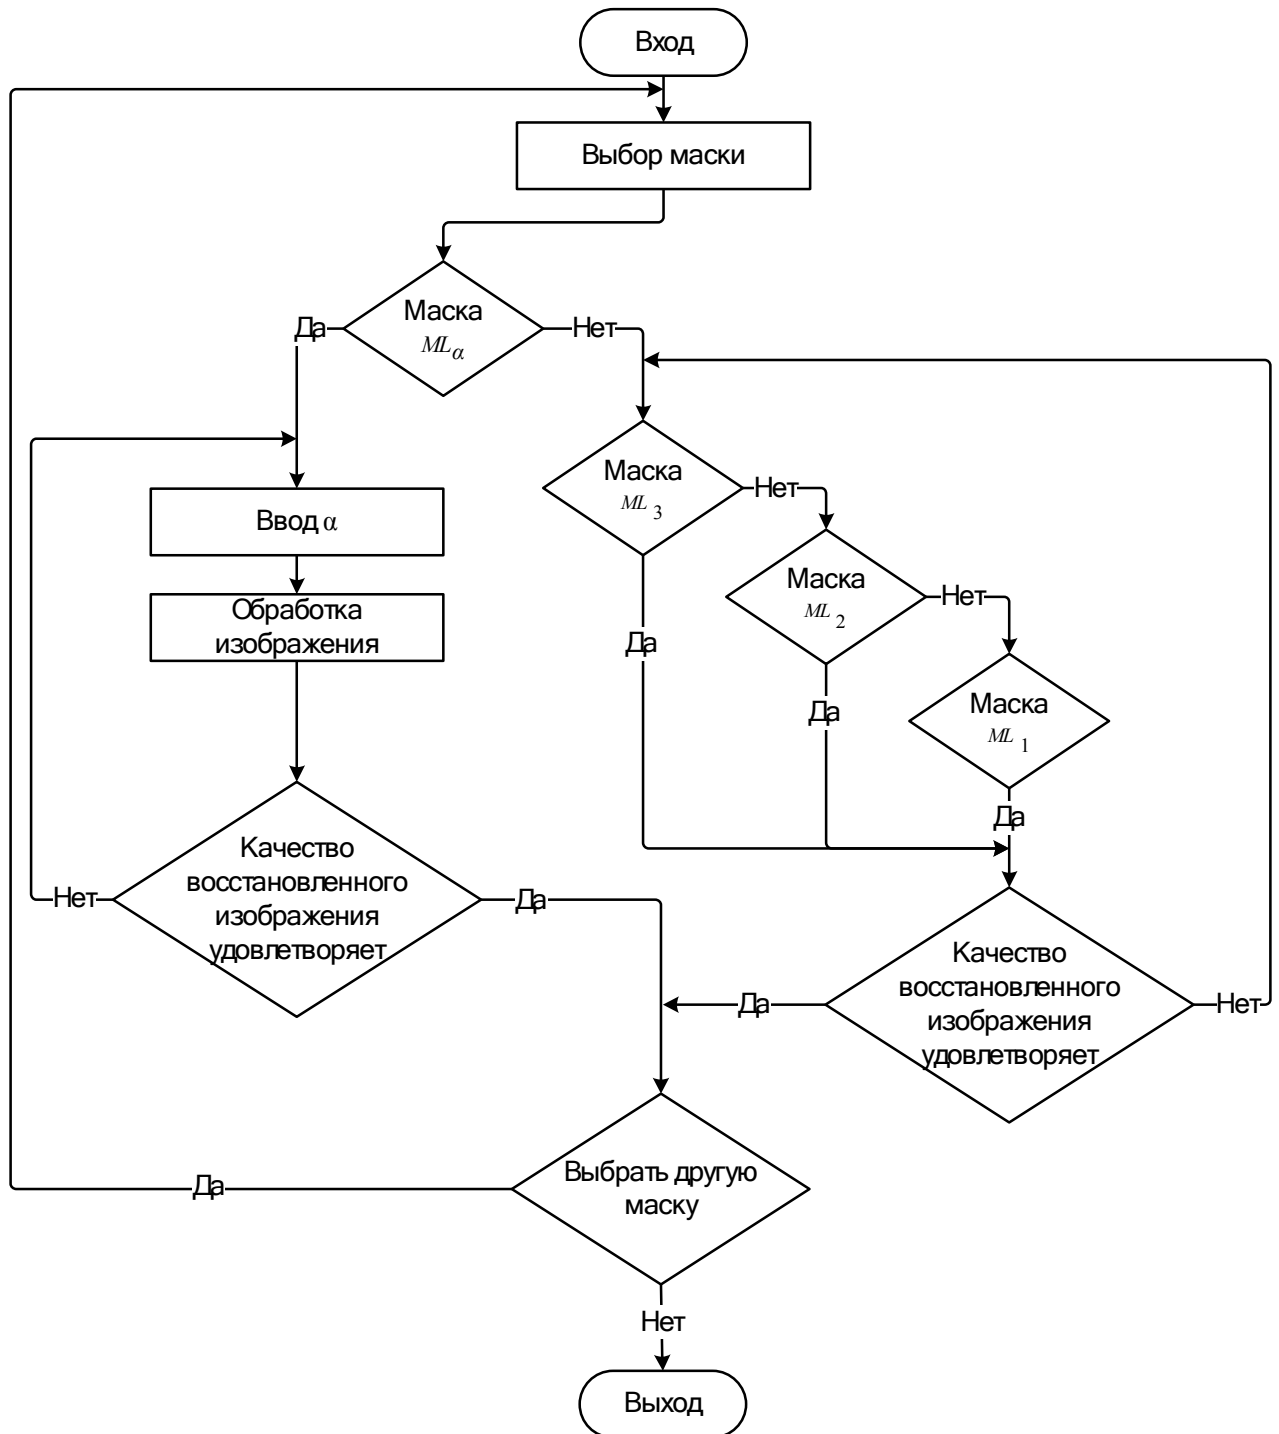 Вход
Выбор маски
Маска
ML α
Да
Нет
Маска
ML 3
Нет
Ввод α
Маска
ML 2
Нет
Обработка
изображения
Да
Маска
ML 1
Да
Да
Качество
восстановленного
изображения
удовлетворяет
Нет
Да
Качество
восстановленного
изображения
удовлетворяет
Да
Нет
Выбрать другую
маску
Да
Нет
Выход